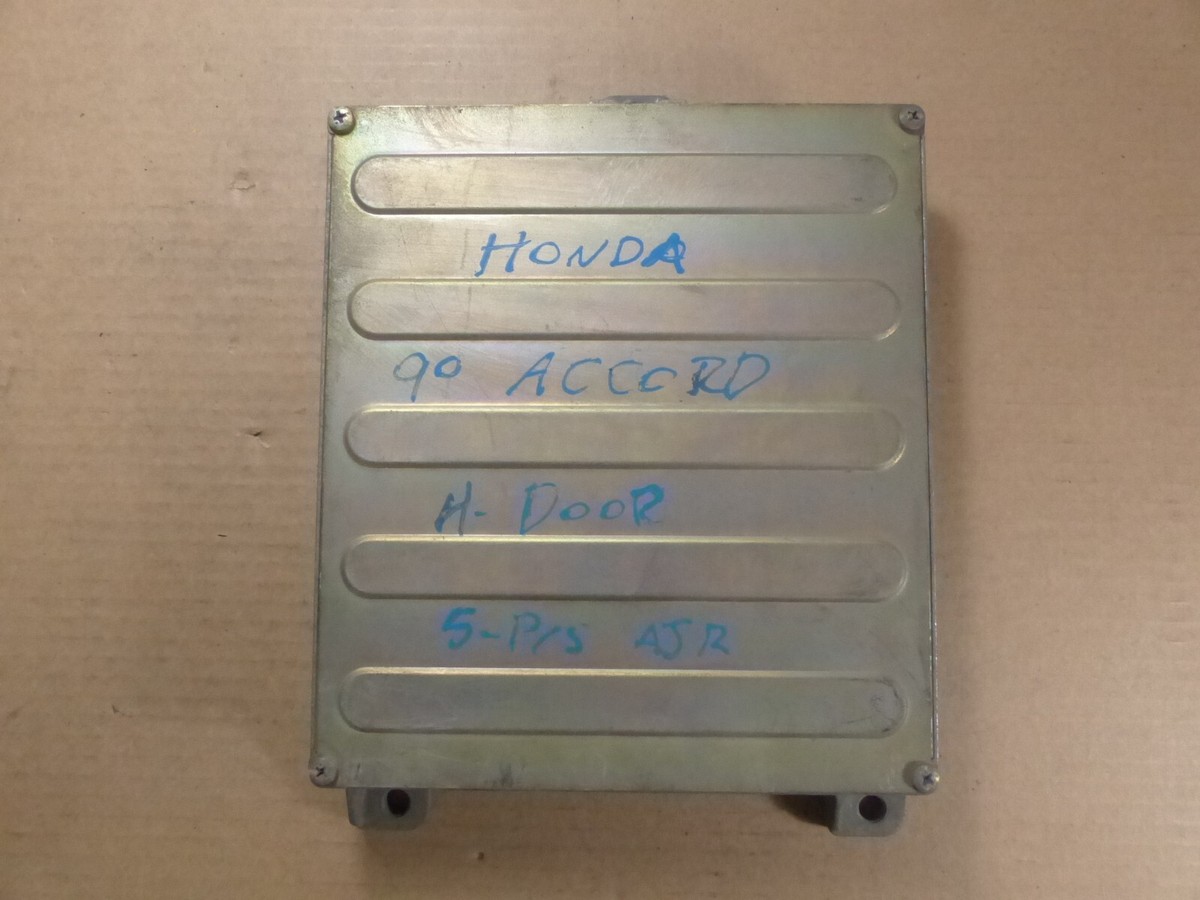 HONDA
90 ACCORD
4-DOOR
5-P/S AJR